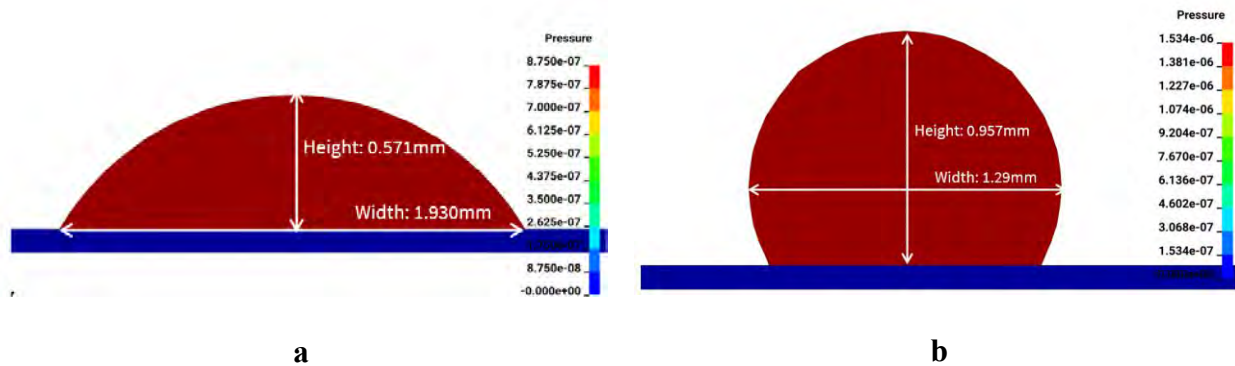 Pressure
8.750e-07
7.875e-07
7.000e-07
6.125e-07
5.250e-07
4.375e-07
3.500e-07
2.625e-07
8.750e-08
-0.000e+00
Height: 0.571mm
Width: 1.930mm
a
Pressure
1.534e-06
1.381e-06
1.227e-06
1.074e-06
9.204e-07
7.670e-07
6.136e-07
4.602e-07
3.068e-07
1.534e-07
Height: 0.957mm
Width: 1.29mm
b